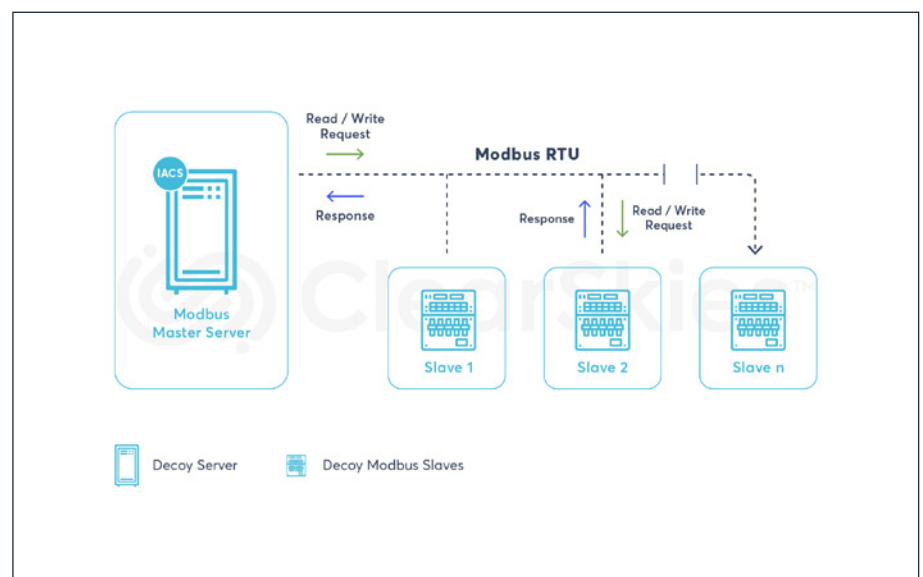 Read / Write
Request
Modbus RTU
IACS
Response
Response
Read / Write
Request
ClearSkies™
Modbus
Master Server
Slave 1
Slave 2
Slave n
Decoy Server
Decoy Modbus Slaves